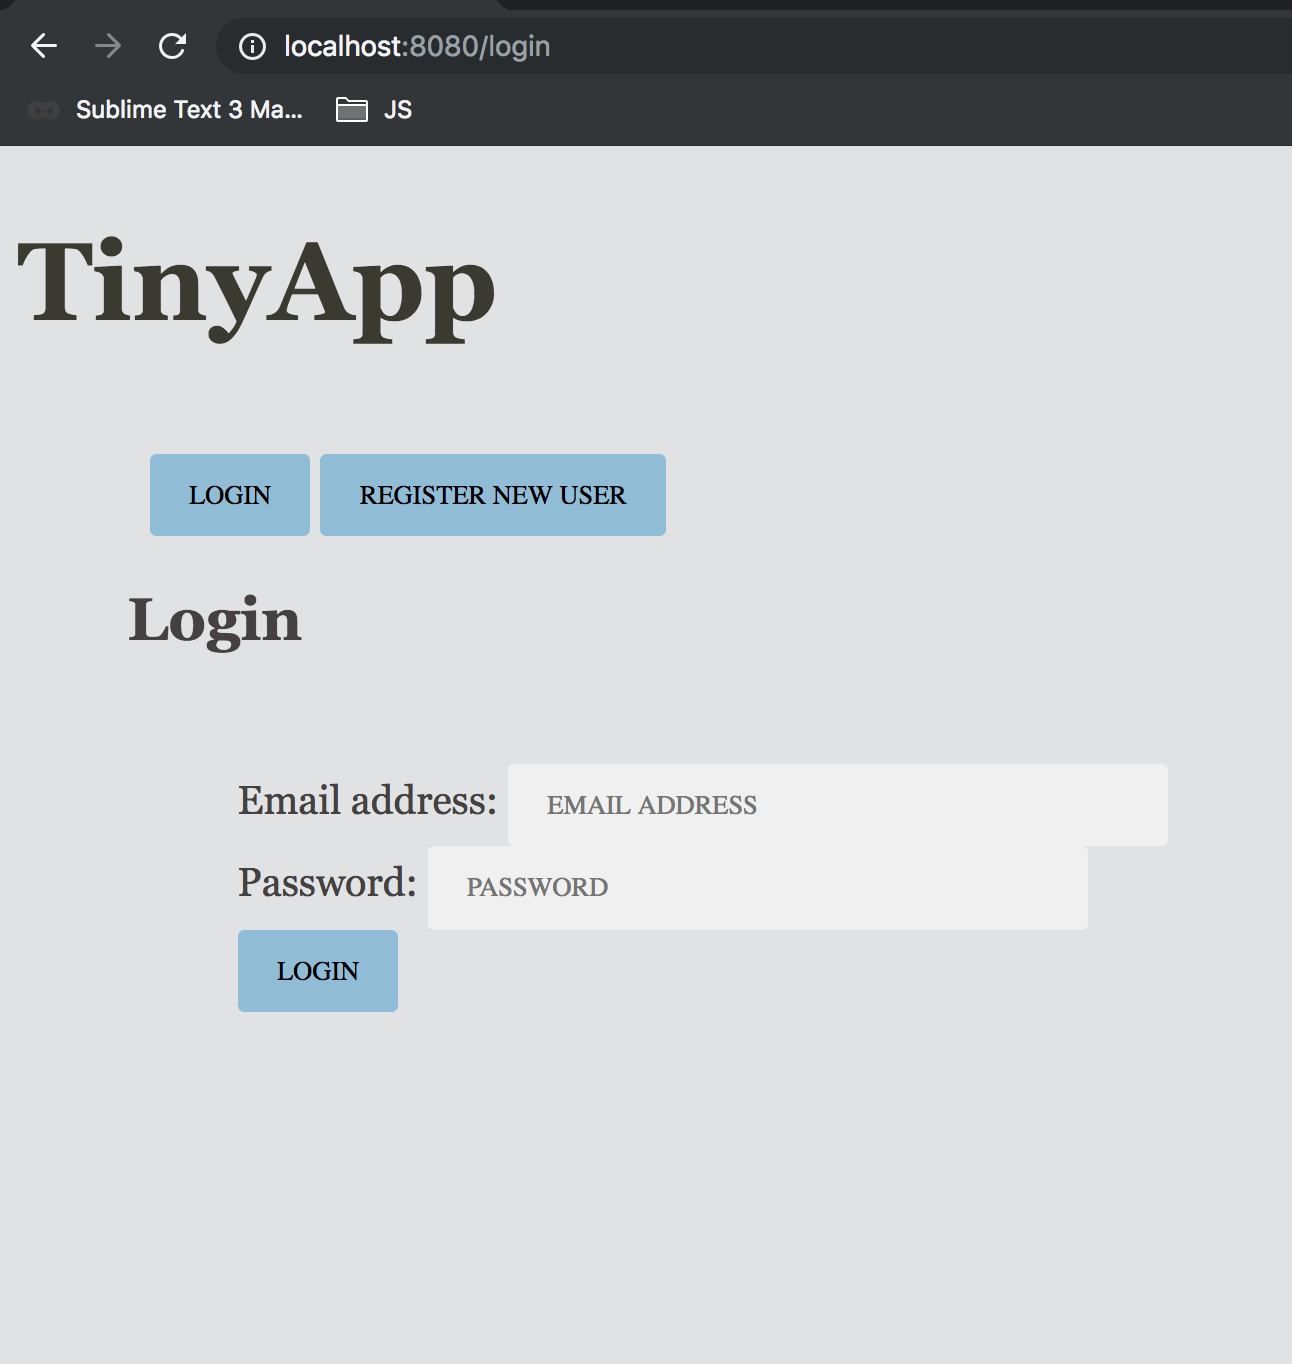 localhost:8080/login
Sublime Text 3 Ma... JS
TinyApp
LOGIN REGISTER NEW USER
Login
Email address: EMAIL ADDRESS
Password: PASSWORD
LOGIN